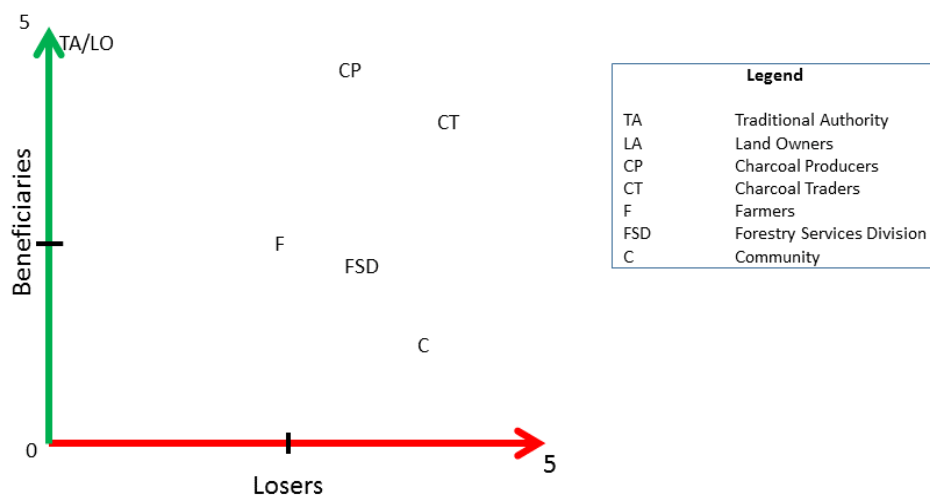 5
TA/LO
CP
CT
Beneficiaries
F
FSD
C
0
5
Losers
Legend
TA Traditional Authority
LA Land Owners
CP Charcoal Producers
CT Charcoal Traders
F Farmers
FSD Forestry Services Division
C Community